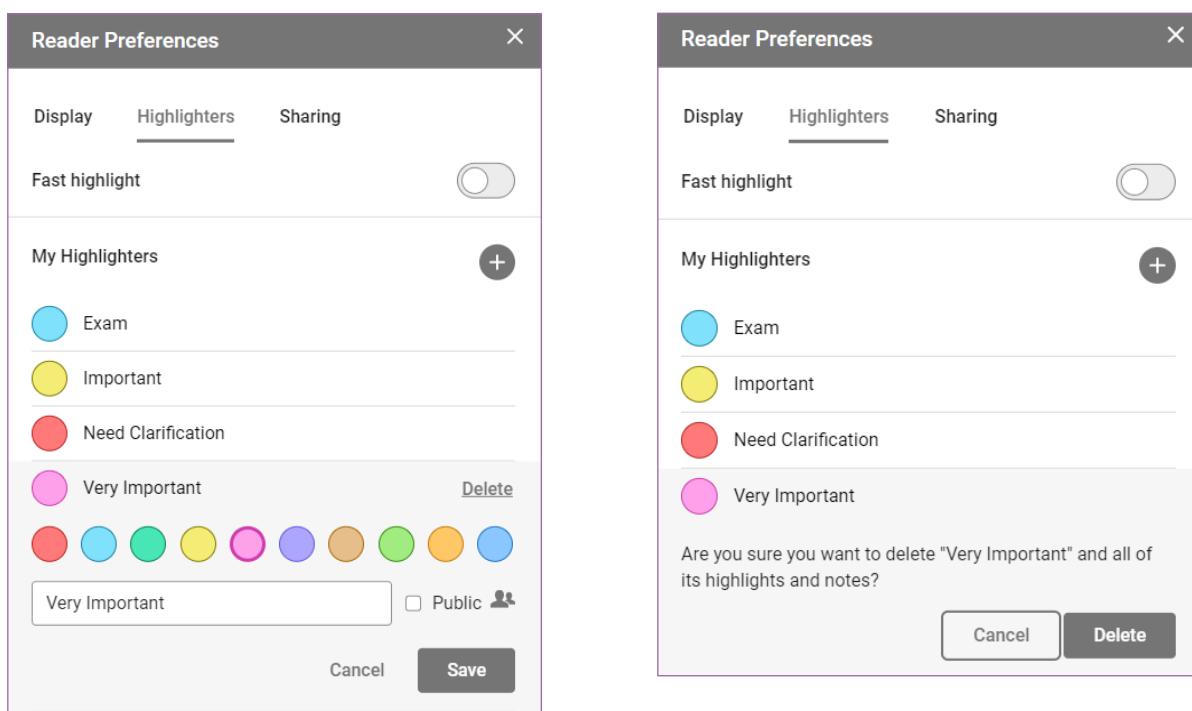 Reader Preferences
Display Highlighters Sharing
Fast highlight
My Highlighters
Exam
Important
Need Clarification
Very Important Delete
Very Important Public
Cancel Save
Reader Preferences
Display Highlighters Sharing
Fast highlight
My Highlighters
Exam
Important
Need Clarification
Very Important
Are you sure you want to delete "Very Important" and all of
its highlights and notes?
Cancel Delete